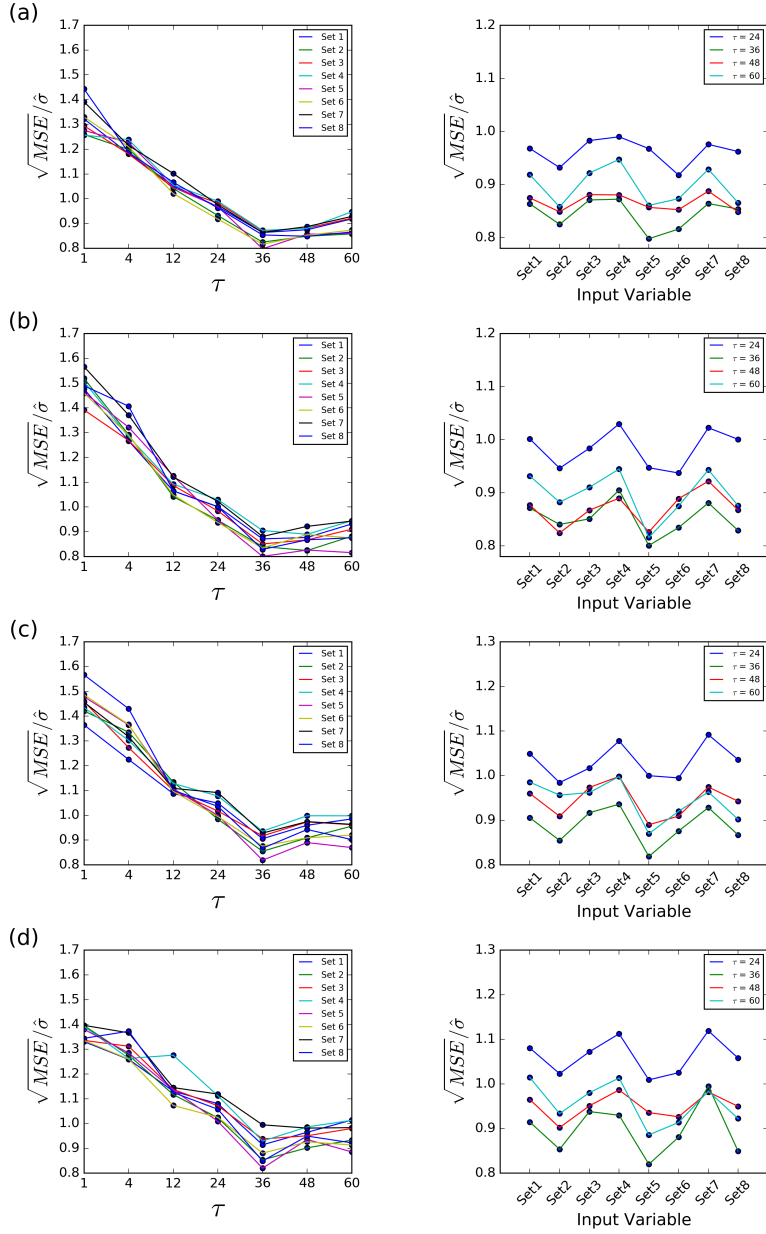 (a)
1.7
1.6
1.5
1.4
1.3
1.2
1.1
1.0
0.9
0.8
√MSE/σ̂
1 4 12 24 36 48 60
τ
Set 1
Set 2
Set 3
Set 4
Set 5
Set 6
Set 7
Set 8
1.2
1.1
1.0
0.9
0.8
√MSE/σ̂
Set1 Set2 Set3 Set4 Set5 Set6 Set7 Set8
Input Variable
τ = 24
τ = 36
τ = 48
τ = 60
(b)
1.7
1.6
1.5
1.4
1.3
1.2
1.1
1.0
0.9
0.8
√MSE/σ̂
1 4 12 24 36 48 60
τ
Set 1
Set 2
Set 3
Set 4
Set 5
Set 6
Set 7
Set 8
1.2
1.1
1.0
0.9
0.8
√MSE/σ̂
Set1 Set2 Set3 Set4 Set5 Set6 Set7 Set8
Input Variable
τ = 24
τ = 36
τ = 48
τ = 60
(c)
1.7
1.6
1.5
1.4
1.3
1.2
1.1
1.0
0.9
0.8
√MSE/σ̂
1 4 12 24 36 48 60
τ
Set 1
Set 2
Set 3
Set 4
Set 5
Set 6
Set 7
Set 8
1.3
1.2
1.1
1.0
0.9
0.8
√MSE/σ̂
Set1 Set2 Set3 Set4 Set5 Set6 Set7 Set8
Input Variable
τ = 24
τ = 36
τ = 48
τ = 60
(d)
1.7
1.6
1.5
1.4
1.3
1.2
1.1
1.0
0.9
0.8
√MSE/σ̂
1 4 12 24 36 48 60
τ
Set 1
Set 2
Set 3
Set 4
Set 5
Set 6
Set 7
Set 8
1.3
1.2
1.1
1.0
0.9
0.8
√MSE/σ̂
Set1 Set2 Set3 Set4 Set5 Set6 Set7 Set8
Input Variable
τ = 24
τ = 36
τ = 48
τ = 60